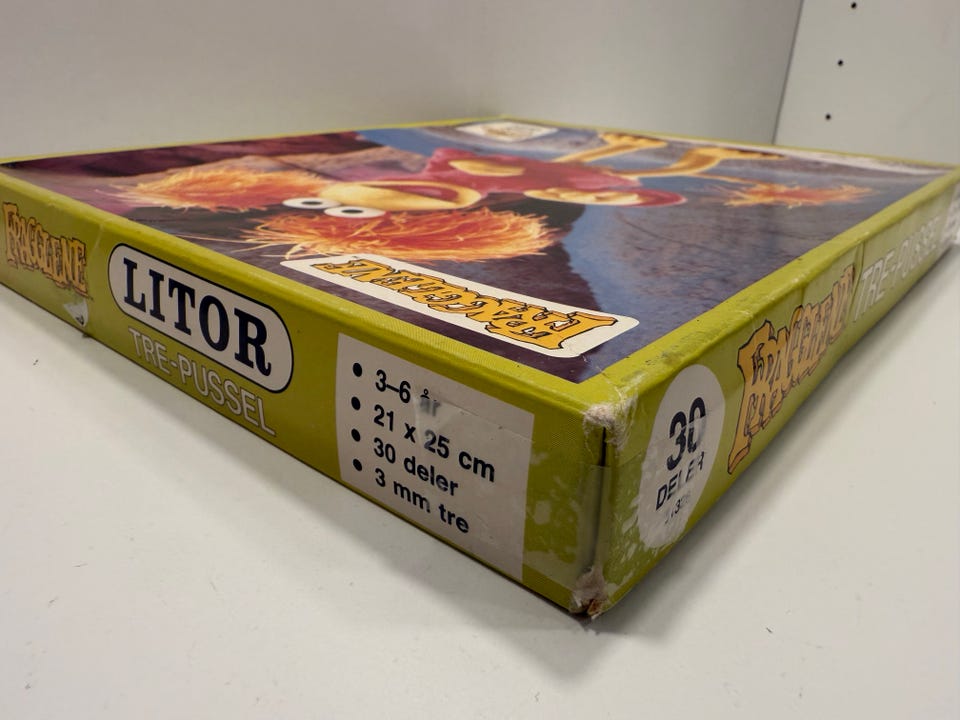 FRAGGLENE
LITOR
TRE-PUSSEL
• 3–6 år
• 21 x 25 cm
• 30 deler
• 3 mm tre
FRAGGLENE
30
DELER
FRAGGLENE
TRE-PUSSEL